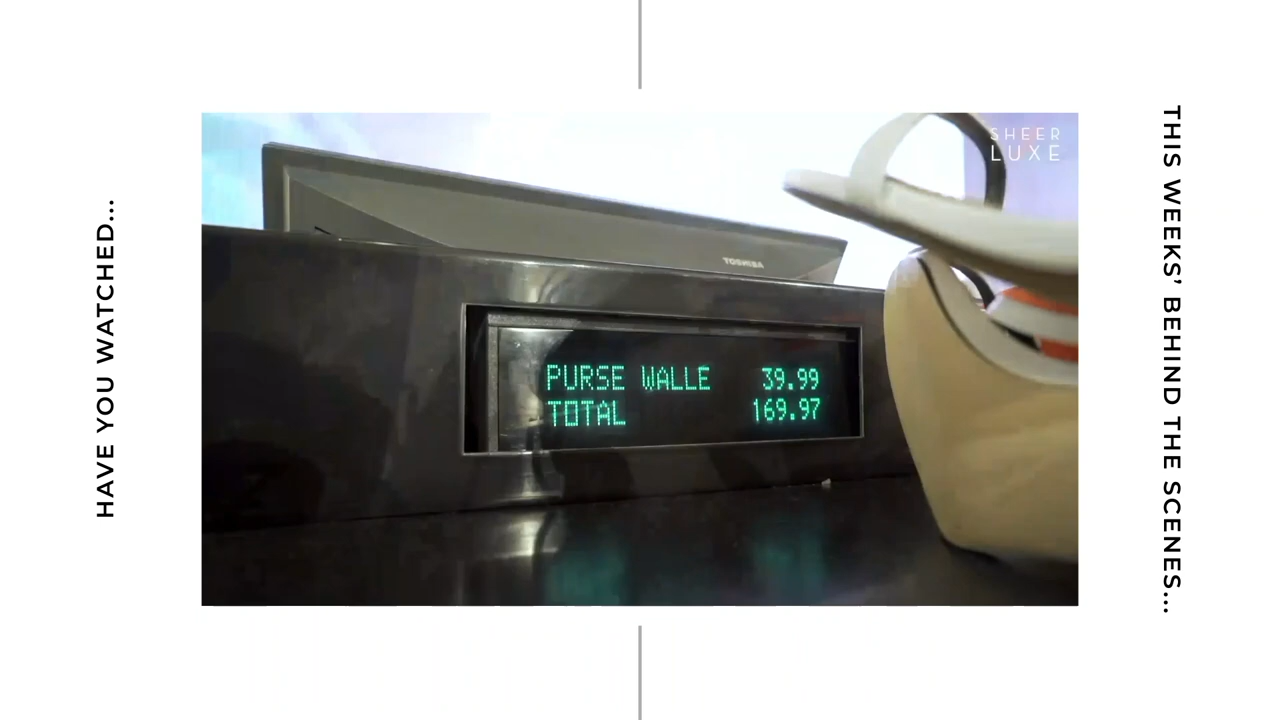 HAVE YOU WATCHED...
SHEER
LUXE
TOSHIBA
PURSE WALLE 39.99
TOTAL 169.97
THIS WEEKS' BEHIND THE SCENES...